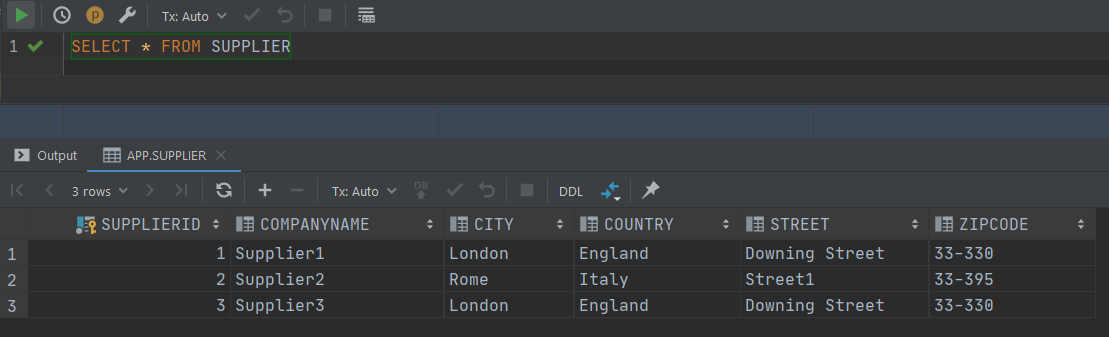 p Tx: Auto
1 SELECT * FROM SUPPLIER
Output APP.SUPPLIER
3 rows Tx: Auto DB DDL
SUPPLIERID COMPANYNAME CITY COUNTRY STREET ZIPCODE
1 1 Supplier1 London England Downing Street 33-330
2 2 Supplier2 Rome Italy Street1 33-395
3 3 Supplier3 London England Downing Street 33-330